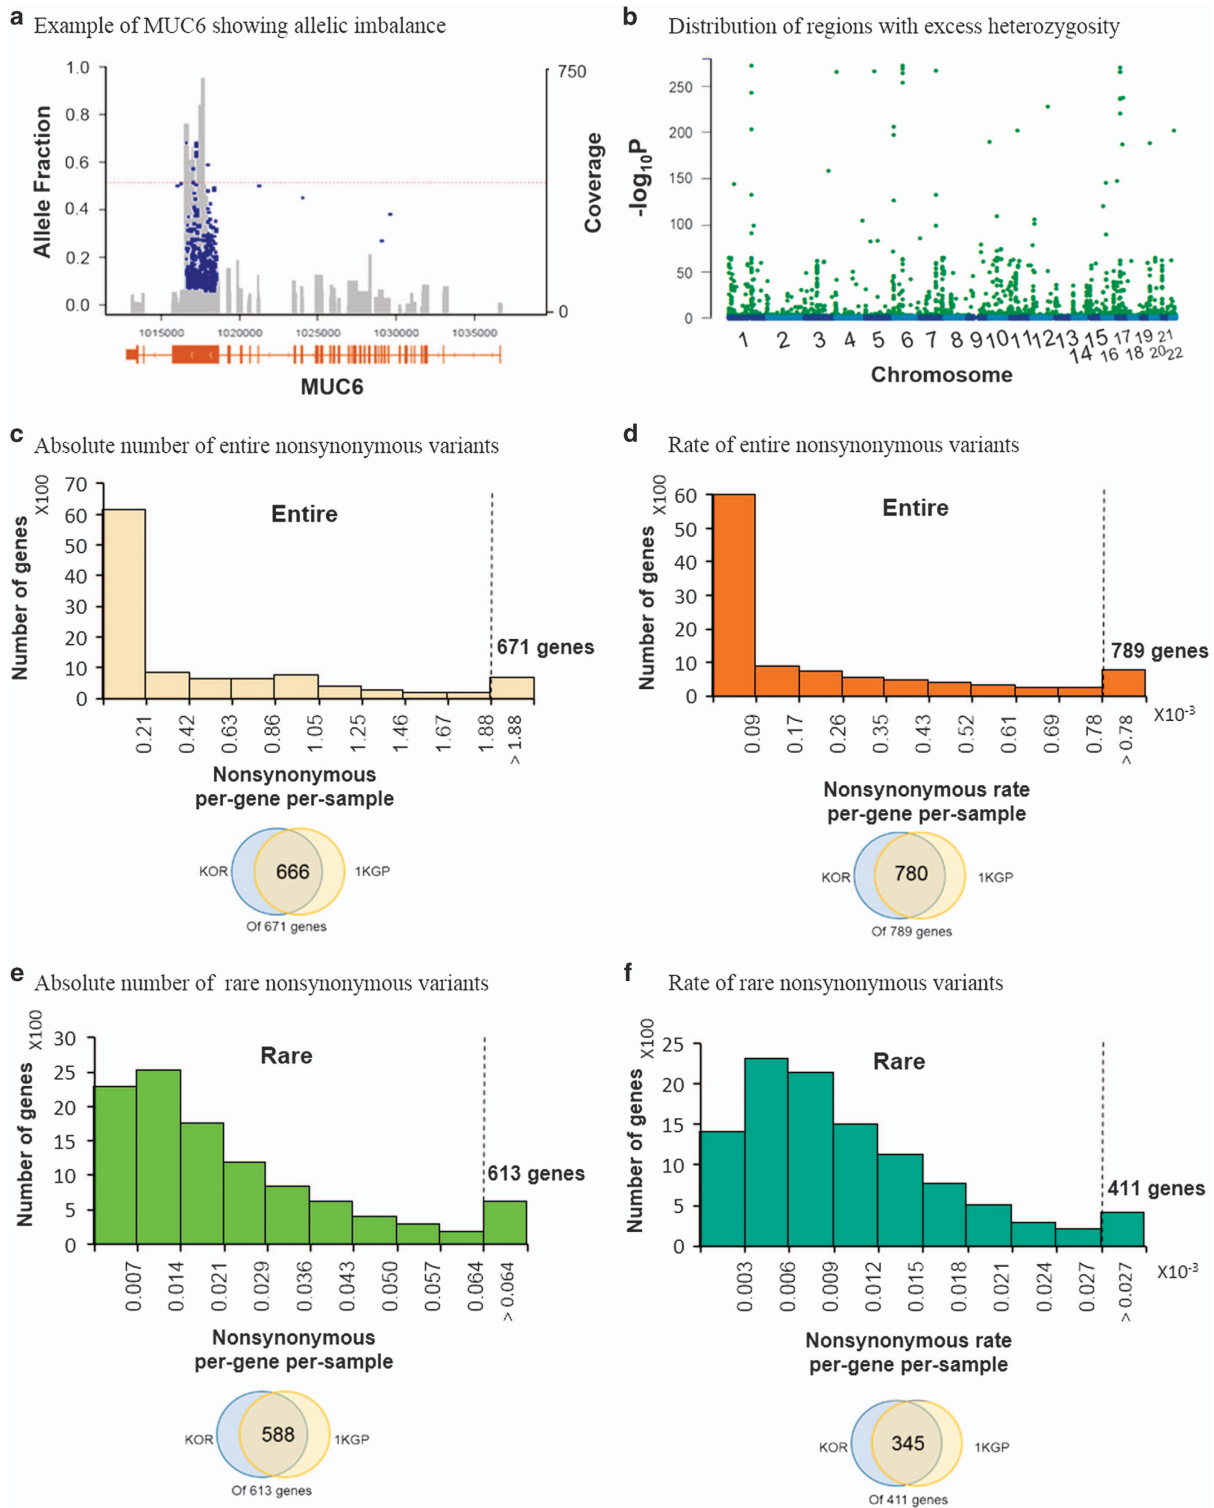 a Example of MUC6 showing allelic imbalance
1.0
0.8
0.6
0.4
0.2
0.0
Allele Fraction
750
0
Coverage
1015000 1020000 1025000 1030000 1035000
MUC6
b Distribution of regions with excess heterozygosity
250
200
150
100
50
0
-log10P
1 2 3 4 5 6 7 8 9 10 11 12 13 14 15 16 17 18 19 20 21 22
Chromosome
c Absolute number of entire nonsynonymous variants
X100
70
60
50
40
30
20
10
0
Number of genes
Entire
671 genes
0.21 0.42 0.63 0.86 1.05 1.25 1.46 1.67 1.88 > 1.88
Nonsynonymous
per-gene per-sample
KOR 666 1KGP
Of 671 genes
d Rate of entire nonsynonymous variants
X100
60
50
40
30
20
10
0
Number of genes
Entire
789 genes
0.09 0.17 0.26 0.35 0.43 0.52 0.61 0.69 0.78 > 0.78
X10-3
Nonsynonymous rate
per-gene per-sample
KOR 780 1KGP
Of 789 genes
e Absolute number of rare nonsynonymous variants
X100
30
25
20
15
10
5
0
Number of genes
Rare
613 genes
0.007 0.014 0.021 0.029 0.036 0.043 0.050 0.057 0.064 > 0.064
Nonsynonymous
per-gene per-sample
KOR 588 1KGP
Of 613 genes
f Rate of rare nonsynonymous variants
X100
25
20
15
10
5
0
Number of genes
Rare
411 genes
0.003 0.006 0.009 0.012 0.015 0.018 0.021 0.024 0.027 > 0.027
X10-3
Nonsynonymous rate
per-gene per-sample
KOR 345 1KGP
Of 411 genes